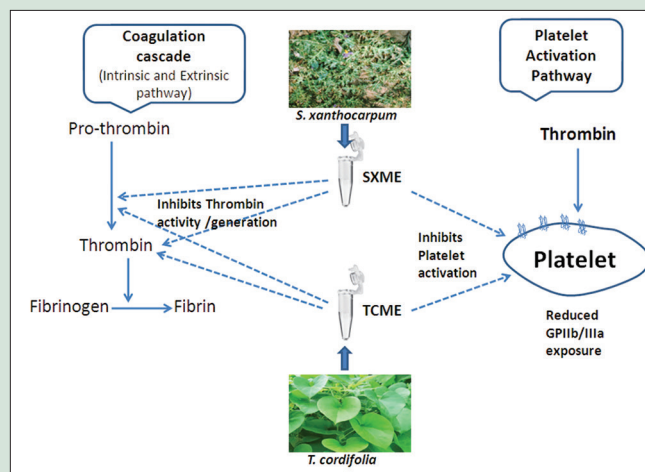 Coagulation
cascade
(Intrinsic and Extrinsic
pathway)
Pro-thrombin
Thrombin
Fibrinogen
Fibrin
Inhibits Thrombin
activity /generation
S. xanthocarpum
SXME
TCME
T. cordifolia
Inhibits
Platelet
activation
Platelet
Activation
Pathway
Thrombin
Platelet
Reduced
GPIIb/IIIa
exposure